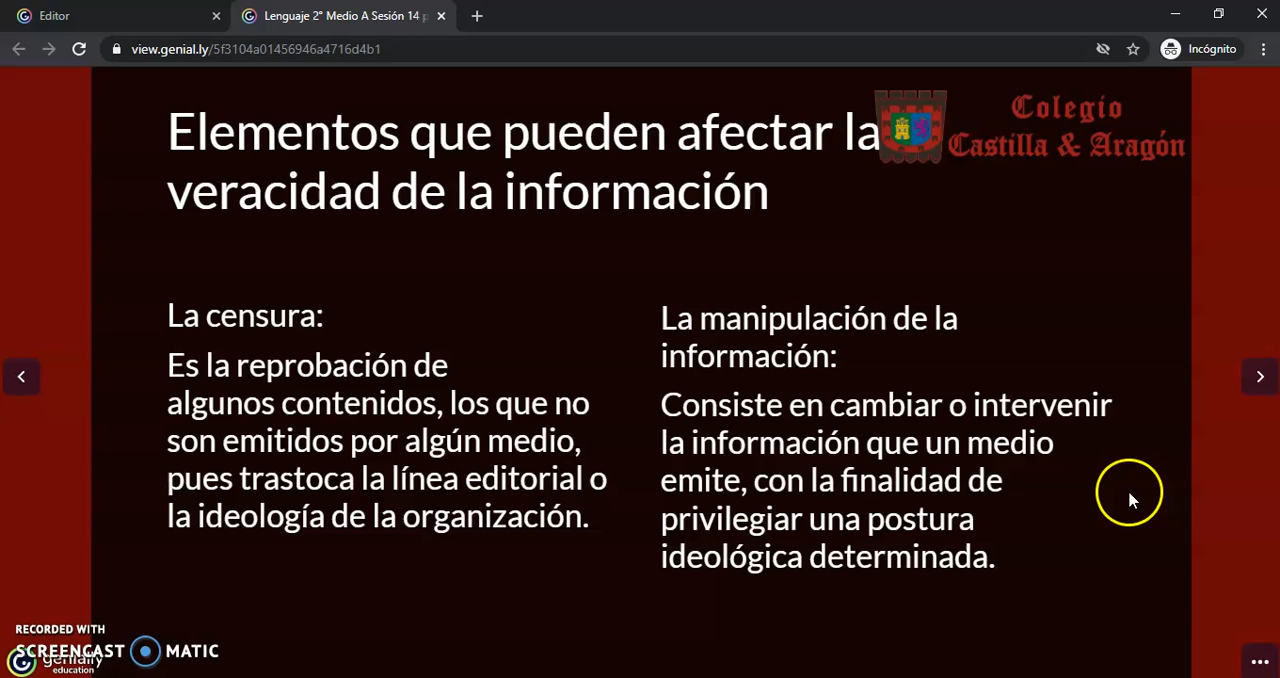 Editor
Lenguaje 2° Medio A Sesión 14 p
view.genial.ly/5f3104a01456946a4716d4b1
Incógnito
Elementos que pueden afectar la
veracidad de la información
Colegio
Castilla & Aragón
La censura:
Es la reprobación de
algunos contenidos, los que no
son emitidos por algún medio,
pues trastoca la línea editorial o
la ideología de la organización.
La manipulación de la
información:
Consiste en cambiar o intervenir
la información que un medio
emite, con la finalidad de
privilegiar una postura
ideológica determinada.
RECORDED WITH
SCREENCAST MATIC
genially
education